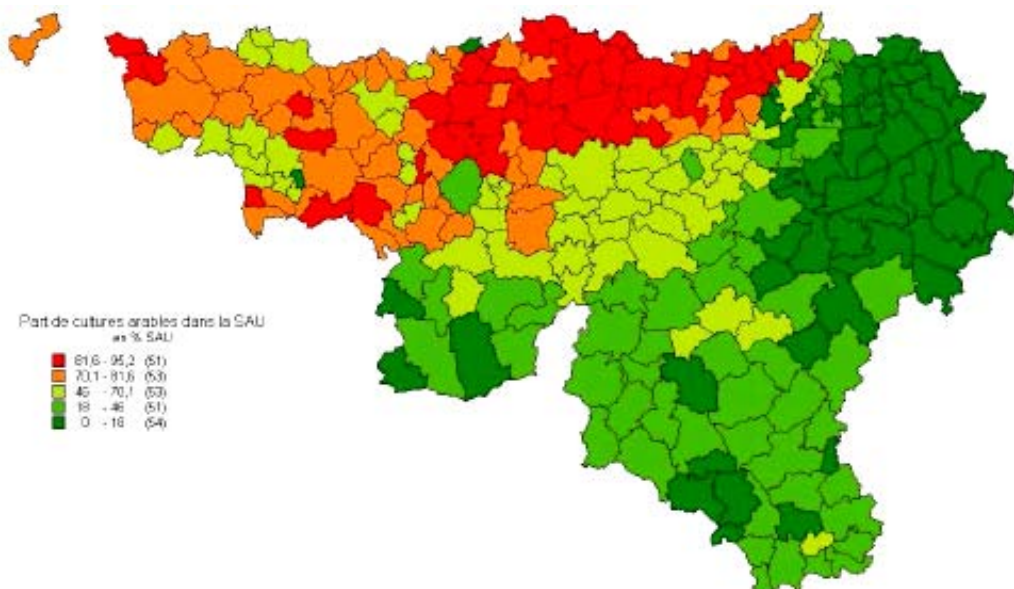 Part de cultures arables dans la SAU
en % SAU
81,6 - 95,2 (51)
70,1 - 81,6 (53)
46 - 70,1 (53)
18 - 46 (51)
0 - 18 (54)